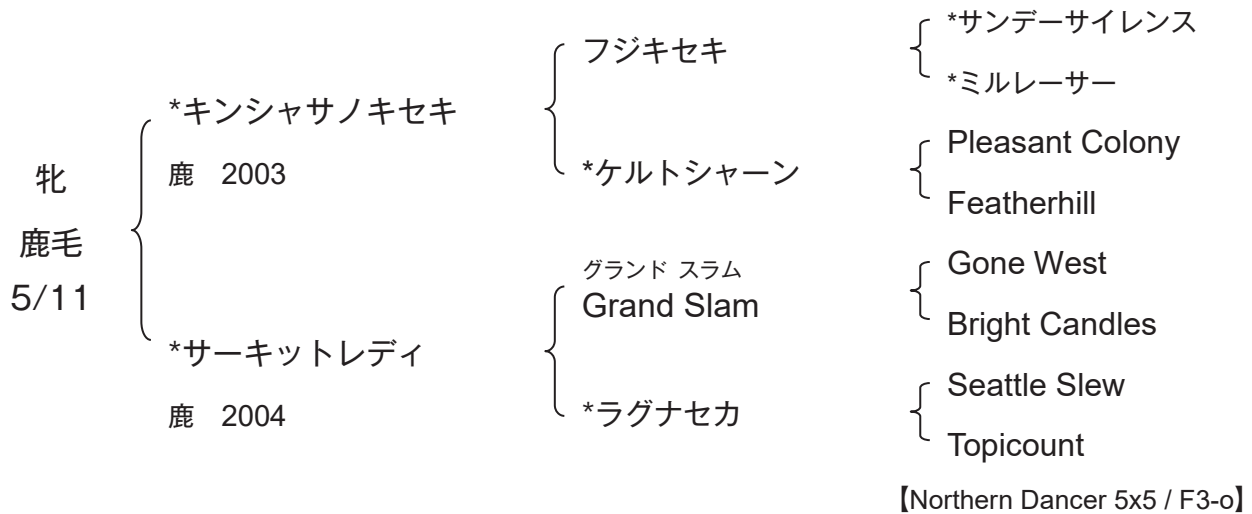 牝
鹿毛
5/11
*キンシャサノキセキ
鹿　2003
*サーキットレディ
鹿　2004
フジキセキ
*ケルトシャーン
グランド スラム
Grand Slam
*ラグナセカ
*サンデーサイレンス
*ミルレーサー
Pleasant Colony
Featherhill
Gone West
Bright Candles
Seattle Slew
Topicount
【Northern Dancer 5x5 / F3-o】